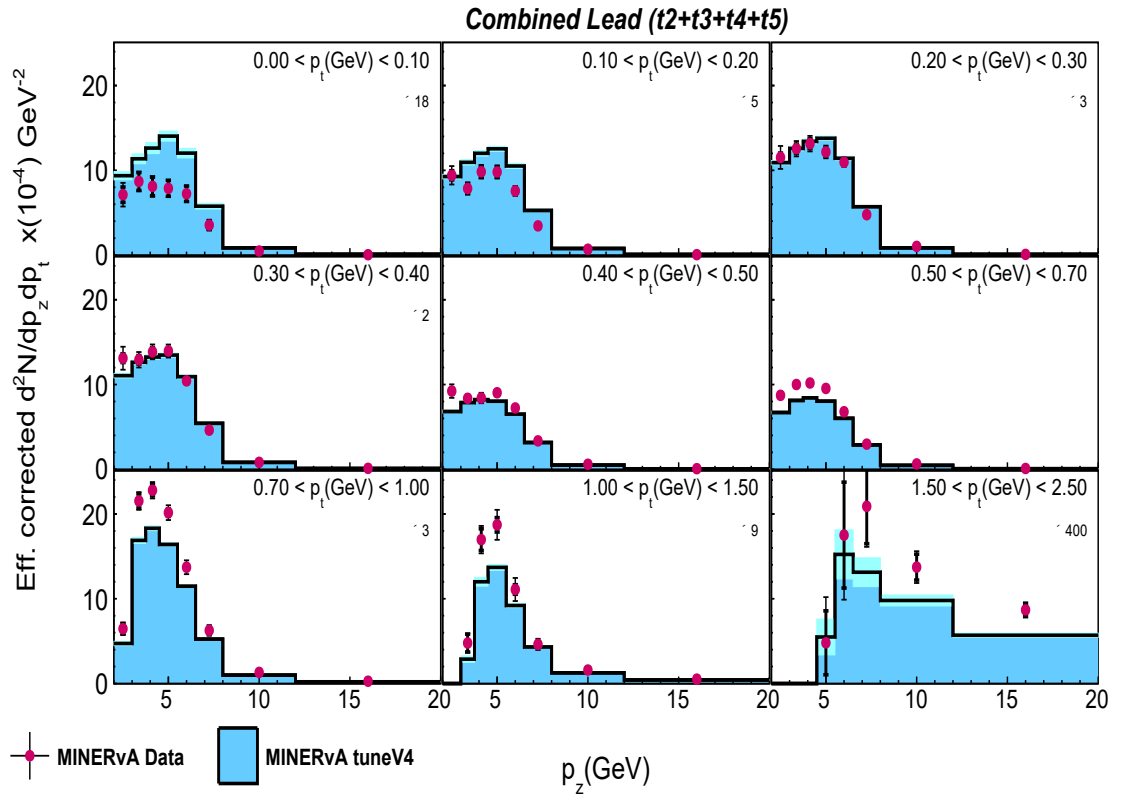 Combined Lead (t2+t3+t4+t5)
Eff. corrected d²N/dp_z dp_t x(10⁻⁴) GeV⁻²
0.00 < p_t(GeV) < 0.10
´ 18
0.10 < p_t(GeV) < 0.20
´ 5
0.20 < p_t(GeV) < 0.30
´ 3
20
10
0
0.30 < p_t(GeV) < 0.40
´ 2
0.40 < p_t(GeV) < 0.50
0.50 < p_t(GeV) < 0.70
20
10
0
0.70 < p_t(GeV) < 1.00
´ 3
1.00 < p_t(GeV) < 1.50
´ 9
1.50 < p_t(GeV) < 2.50
´ 400
20
10
0
5 10 15 20 5 10 15 20 5 10 15 20
MINERvA Data
MINERvA tuneV4
p_z(GeV)